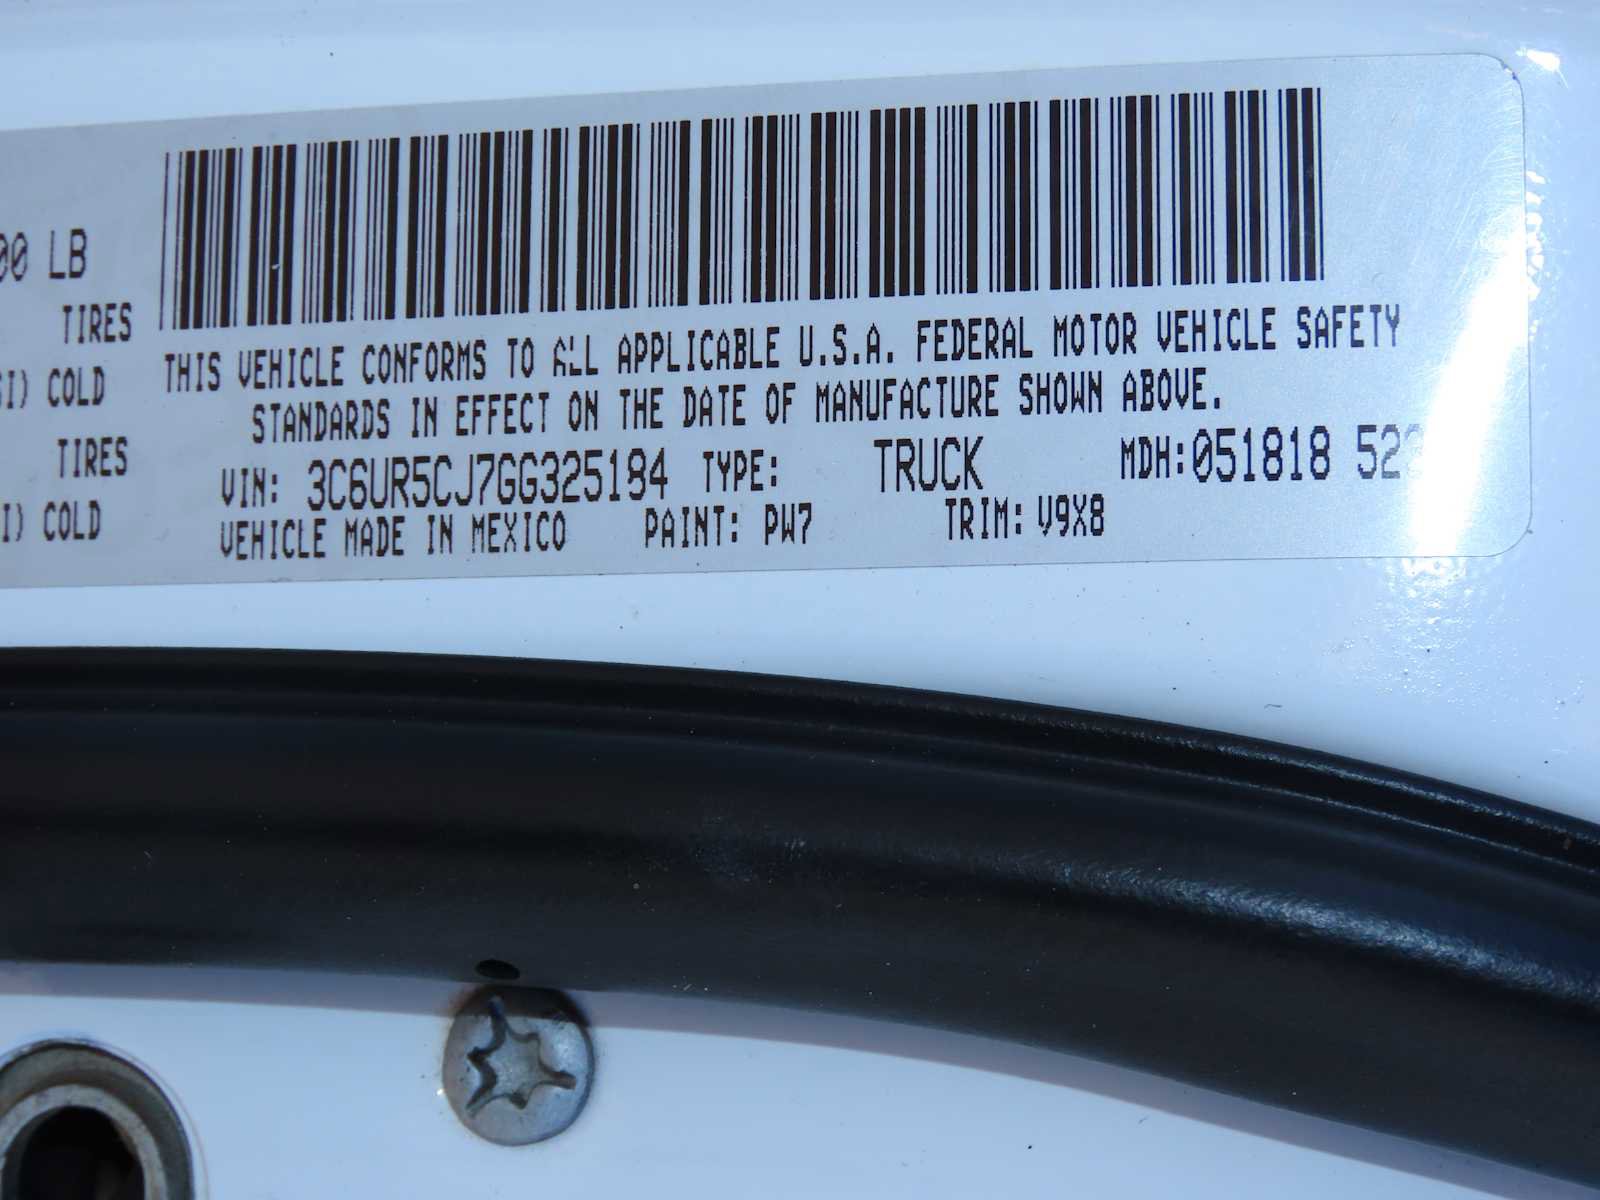 00 LB
TIRES
SI) COLD
TIRES
I) COLD
THIS VEHICLE CONFORMS TO ALL APPLICABLE U.S.A. FEDERAL MOTOR VEHICLE SAFETY
STANDARDS IN EFFECT ON THE DATE OF MANUFACTURE SHOWN ABOVE.
VIN: 3C6UR5CJ7GG325184 TYPE: TRUCK MDH:051818 52
VEHICLE MADE IN MEXICO PAINT: PW7 TRIM: V9X8